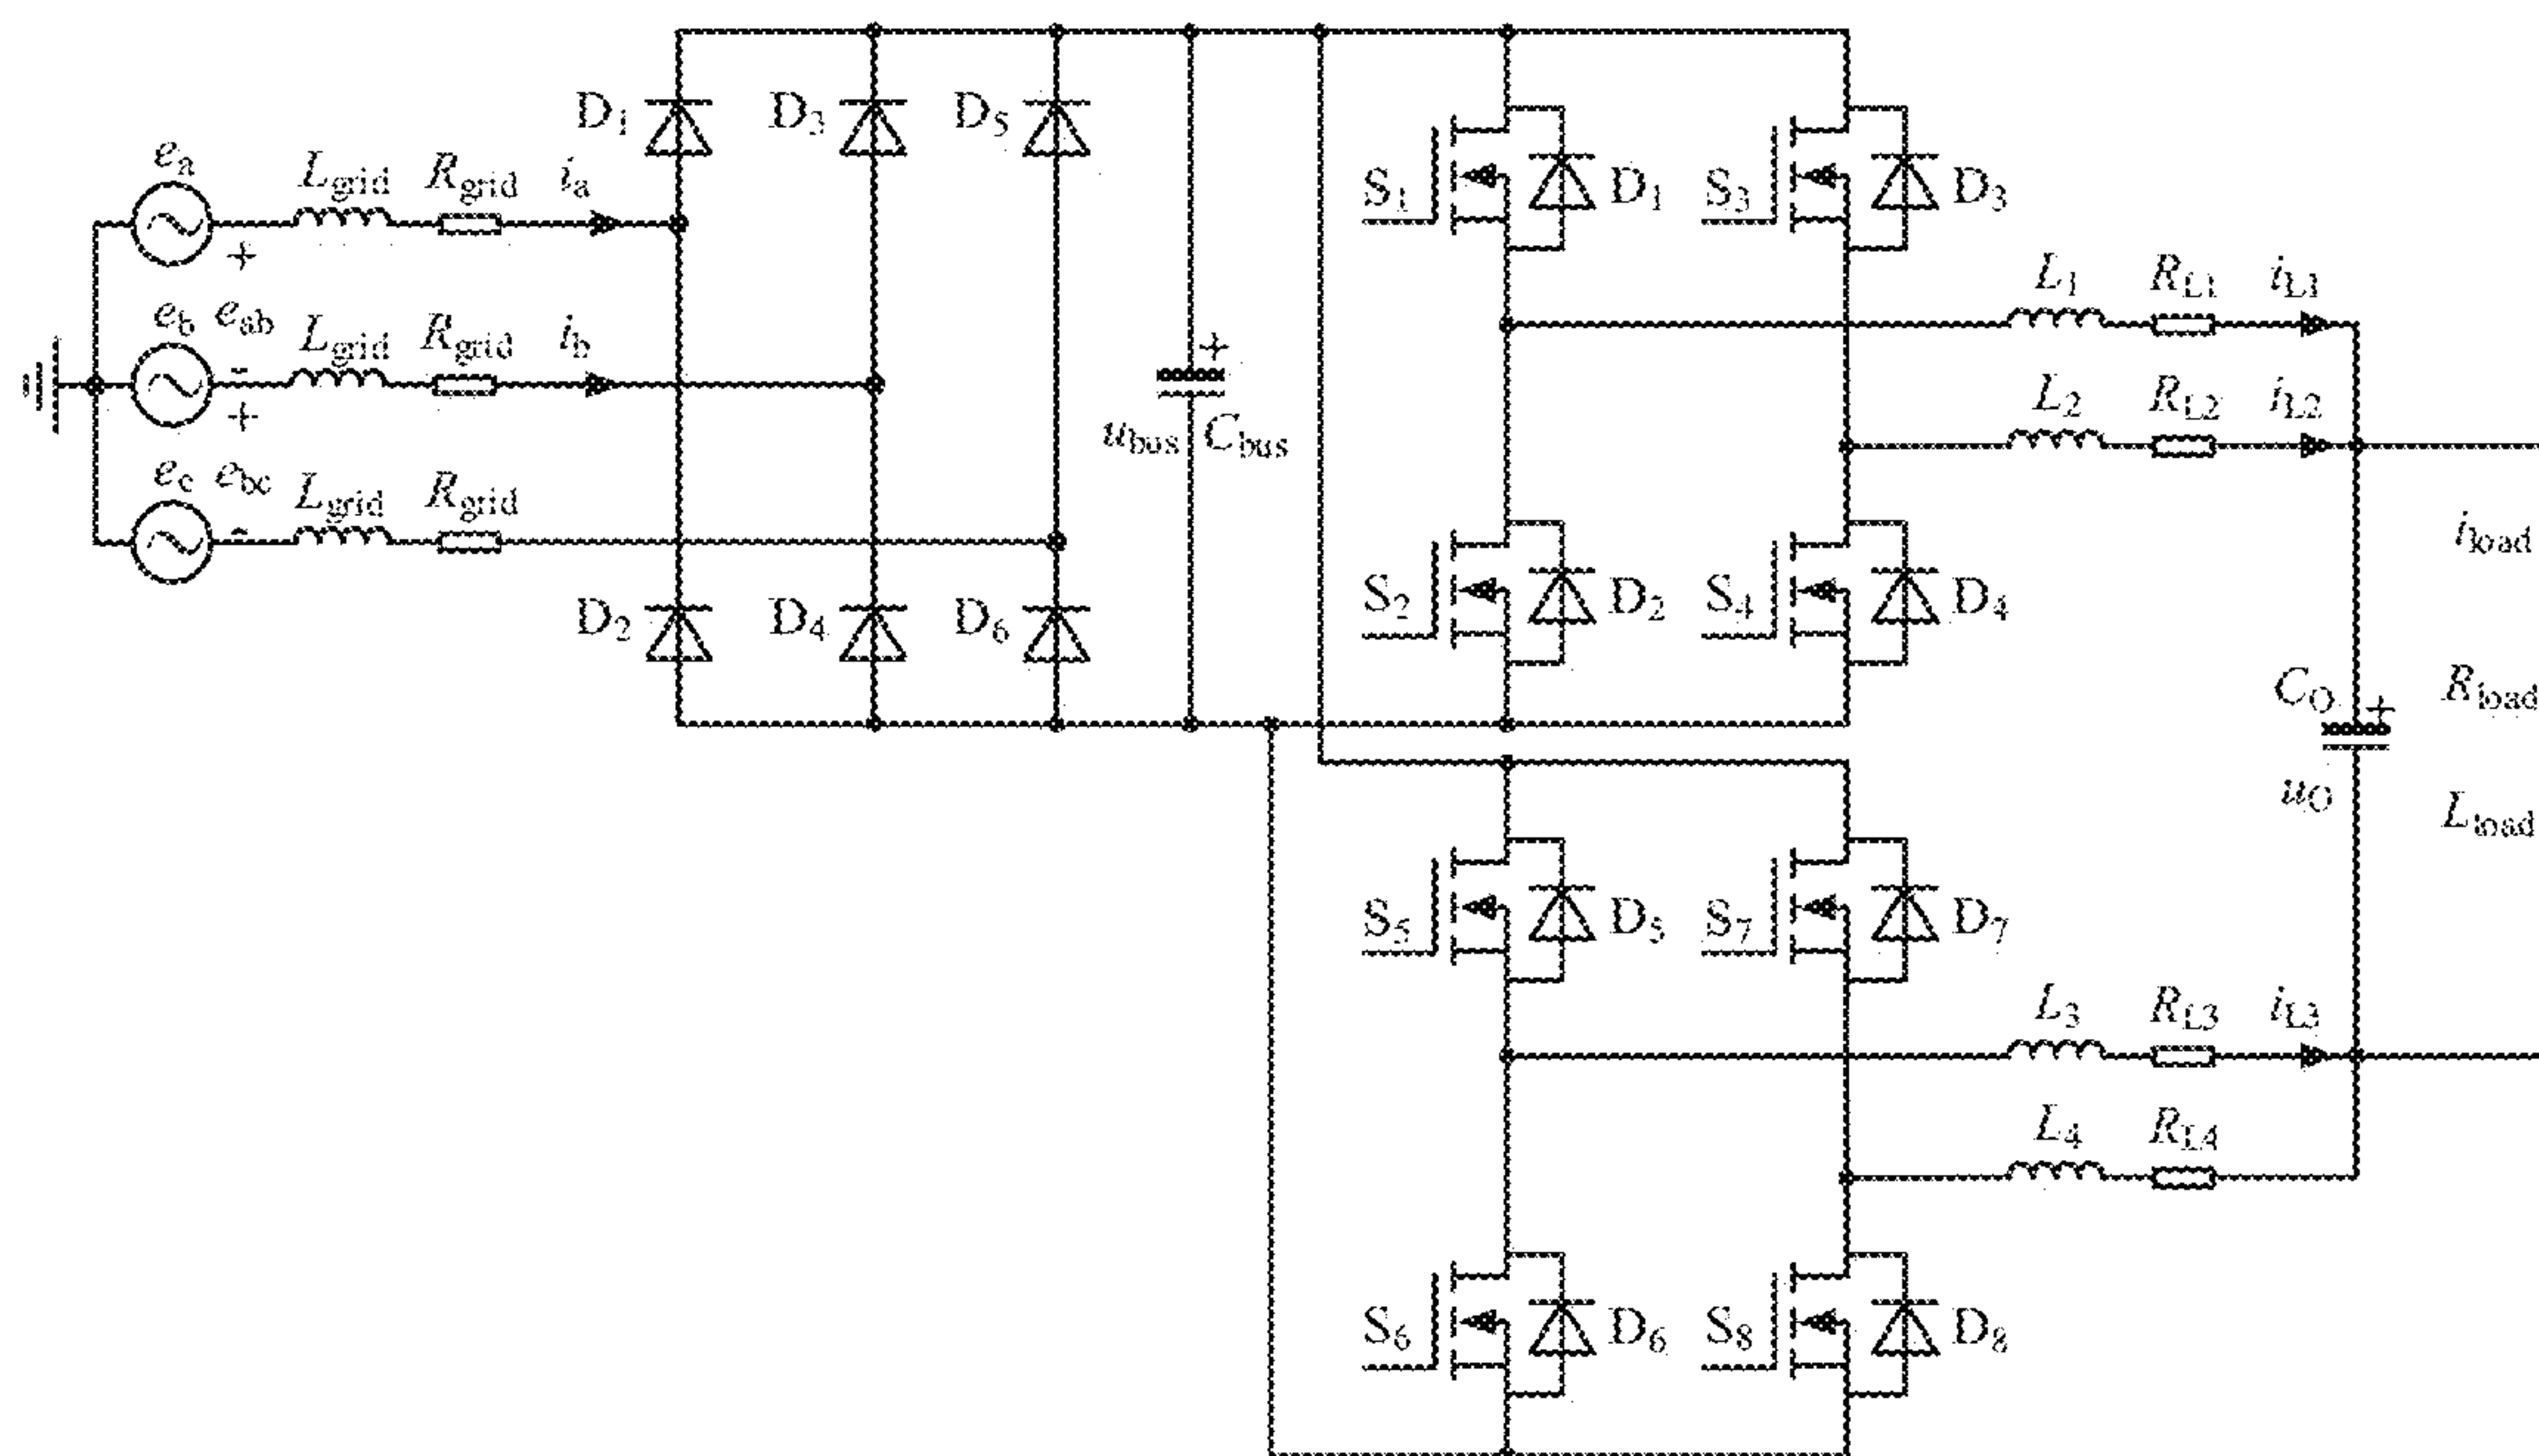 D1 D3 D5
ea Lgrid Rgrid ia
+
eb eab Lgrid Rgrid ib
-
+
ec ebc Lgrid Rgrid
-
D2 D4 D6
+
ubus Cbus
S1 D1 S3 D3
L1 RL1 iL1
L2 RL2 iL2
S2 D2 S4 D4
iload
CO + Rload
uO Lload
S5 D5 S7 D7
L3 RL3 iL3
L4 RL4
S6 D6 S8 D8